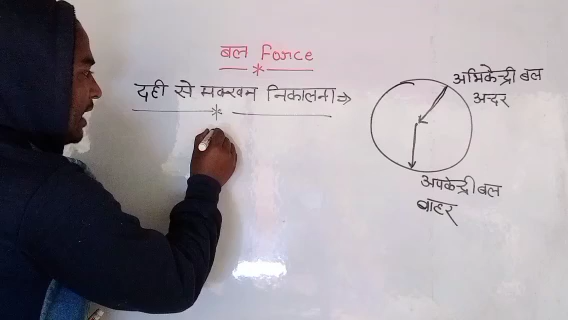 बल Force
दही से मक्खन निकालना⇒
अभिकेन्द्री बल
अन्दर
अपकेन्द्री बल
बाहर